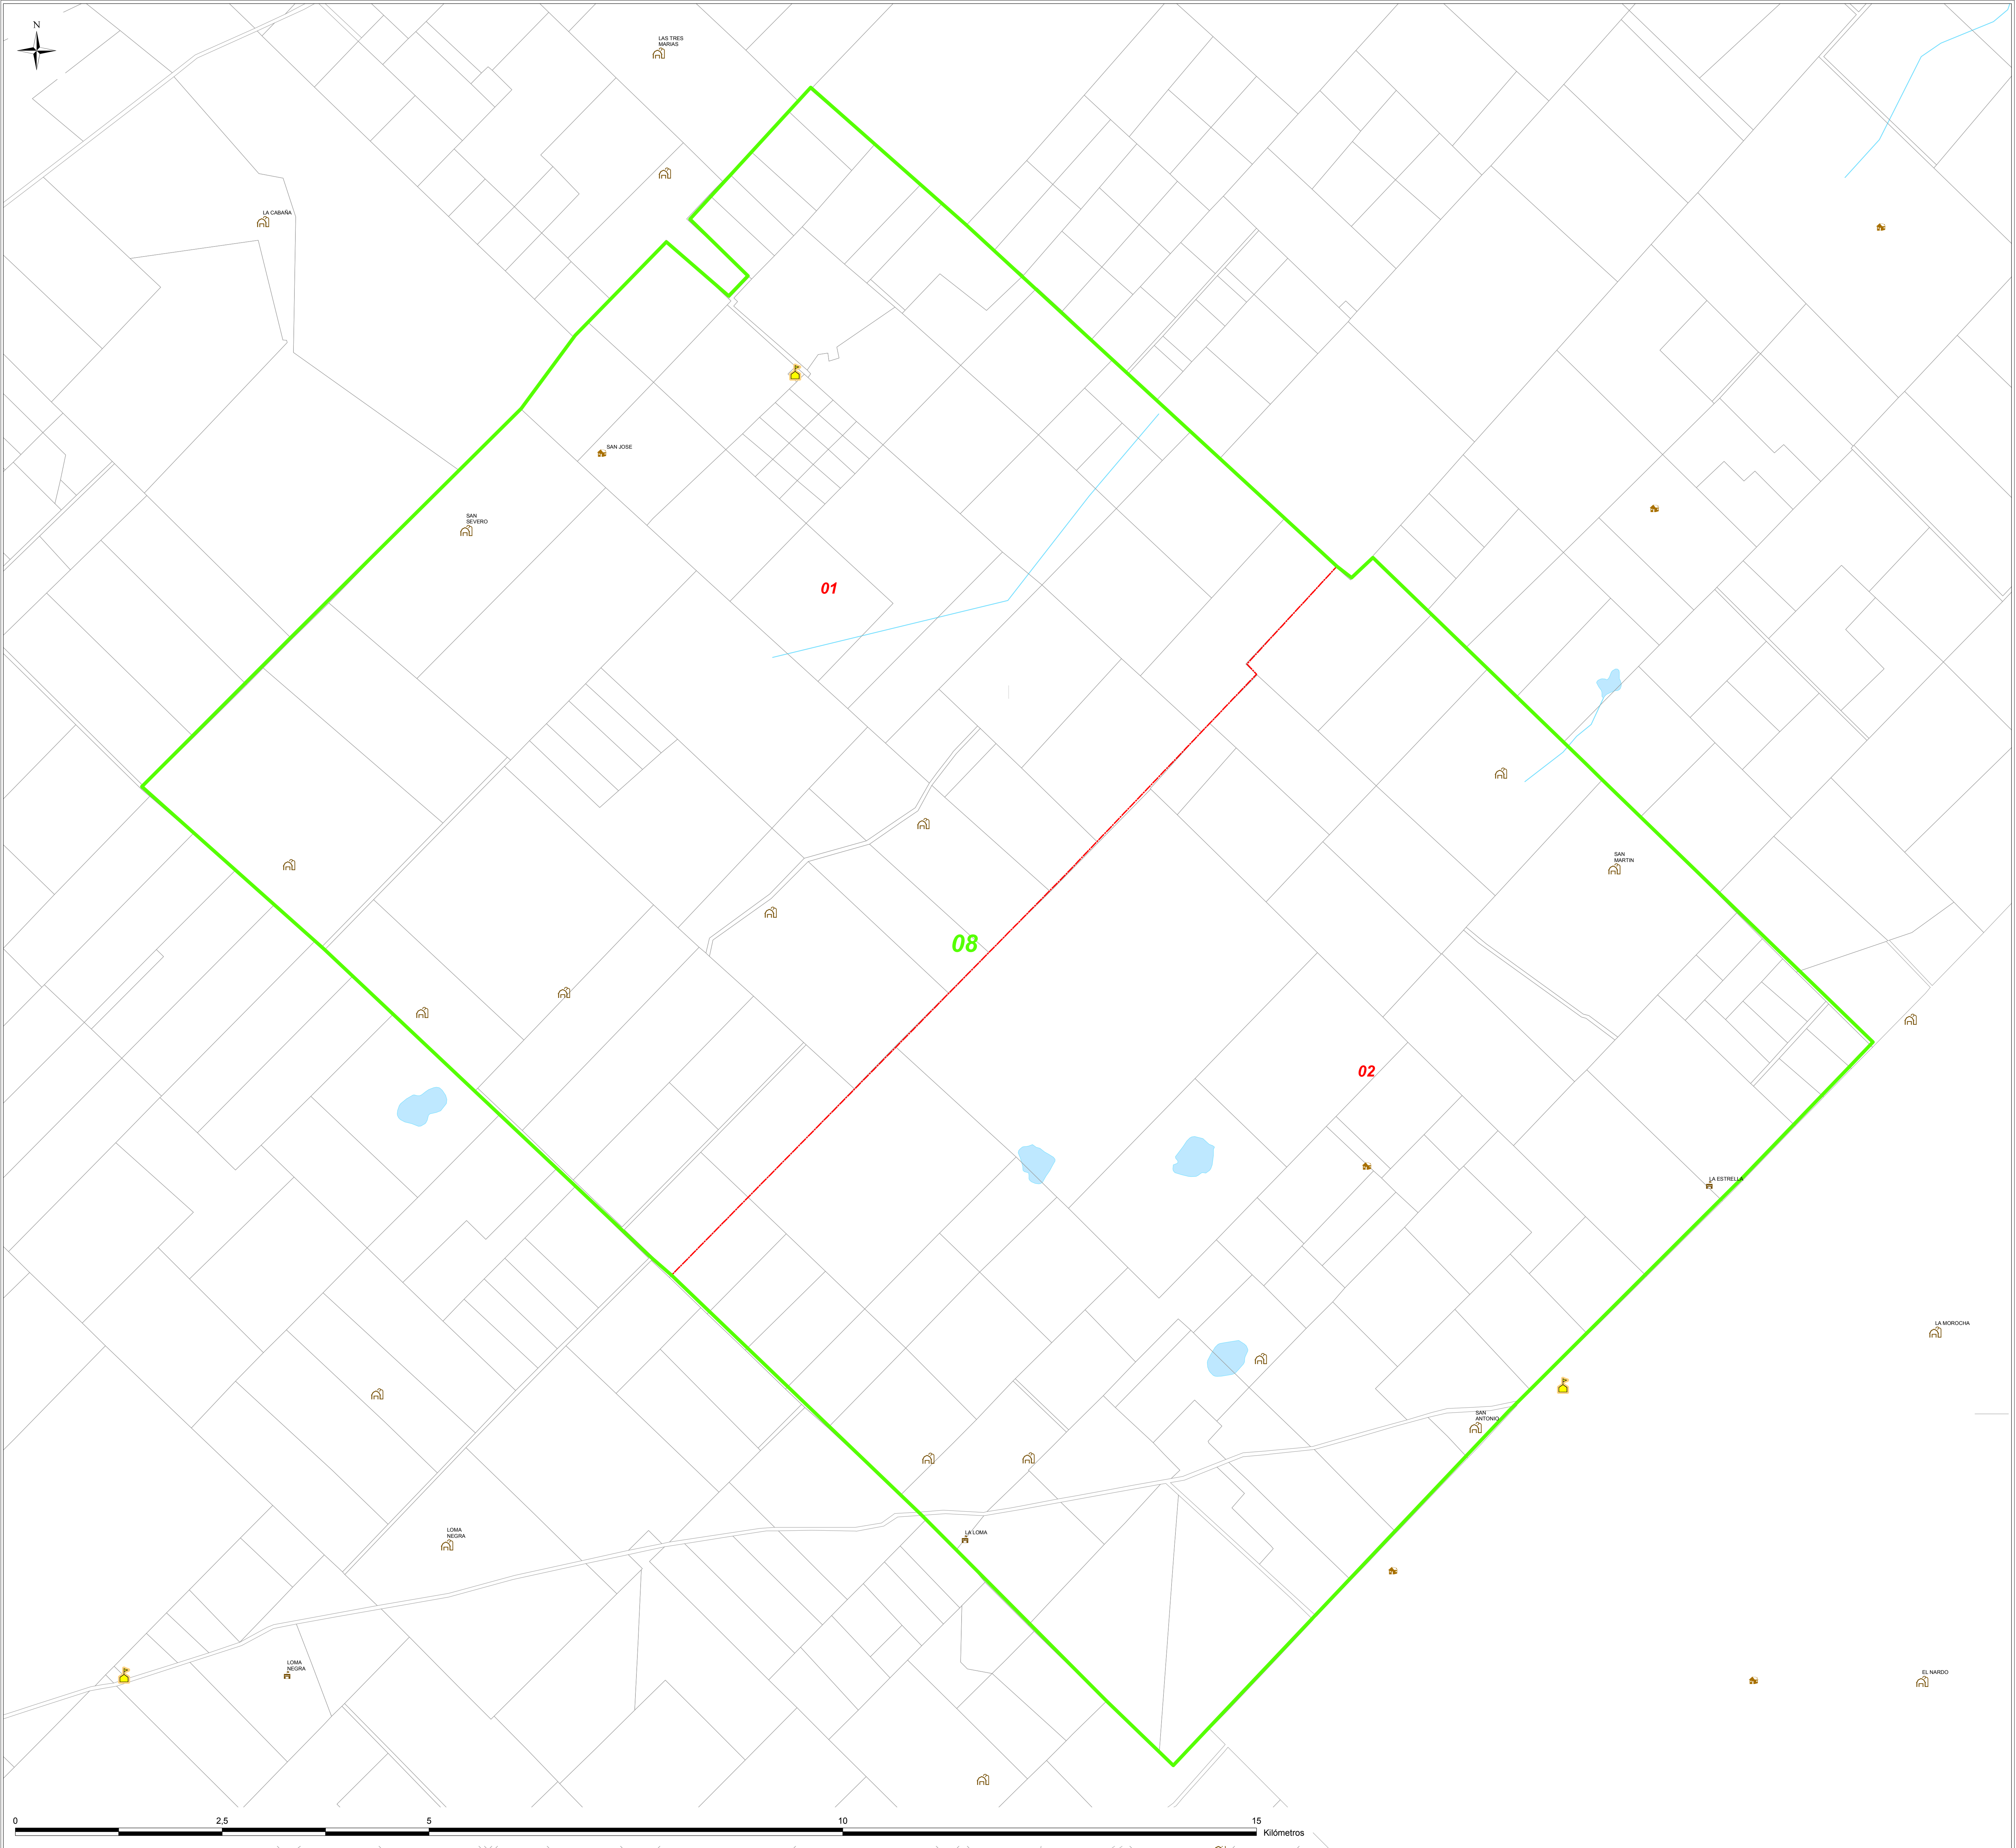 N
LAS TRES
MARIAS
LA CABAÑA
SAN JOSE
SAN
SEVERO
01
SAN
MARTIN
08
02
LA ESTRELLA
LA MOROCHA
SAN
ANTONIO
LOMA
NEGRA
LA LOMA
LOMA
NEGRA
EL NARDO
0 2,5 5 10 15
Kilómetros